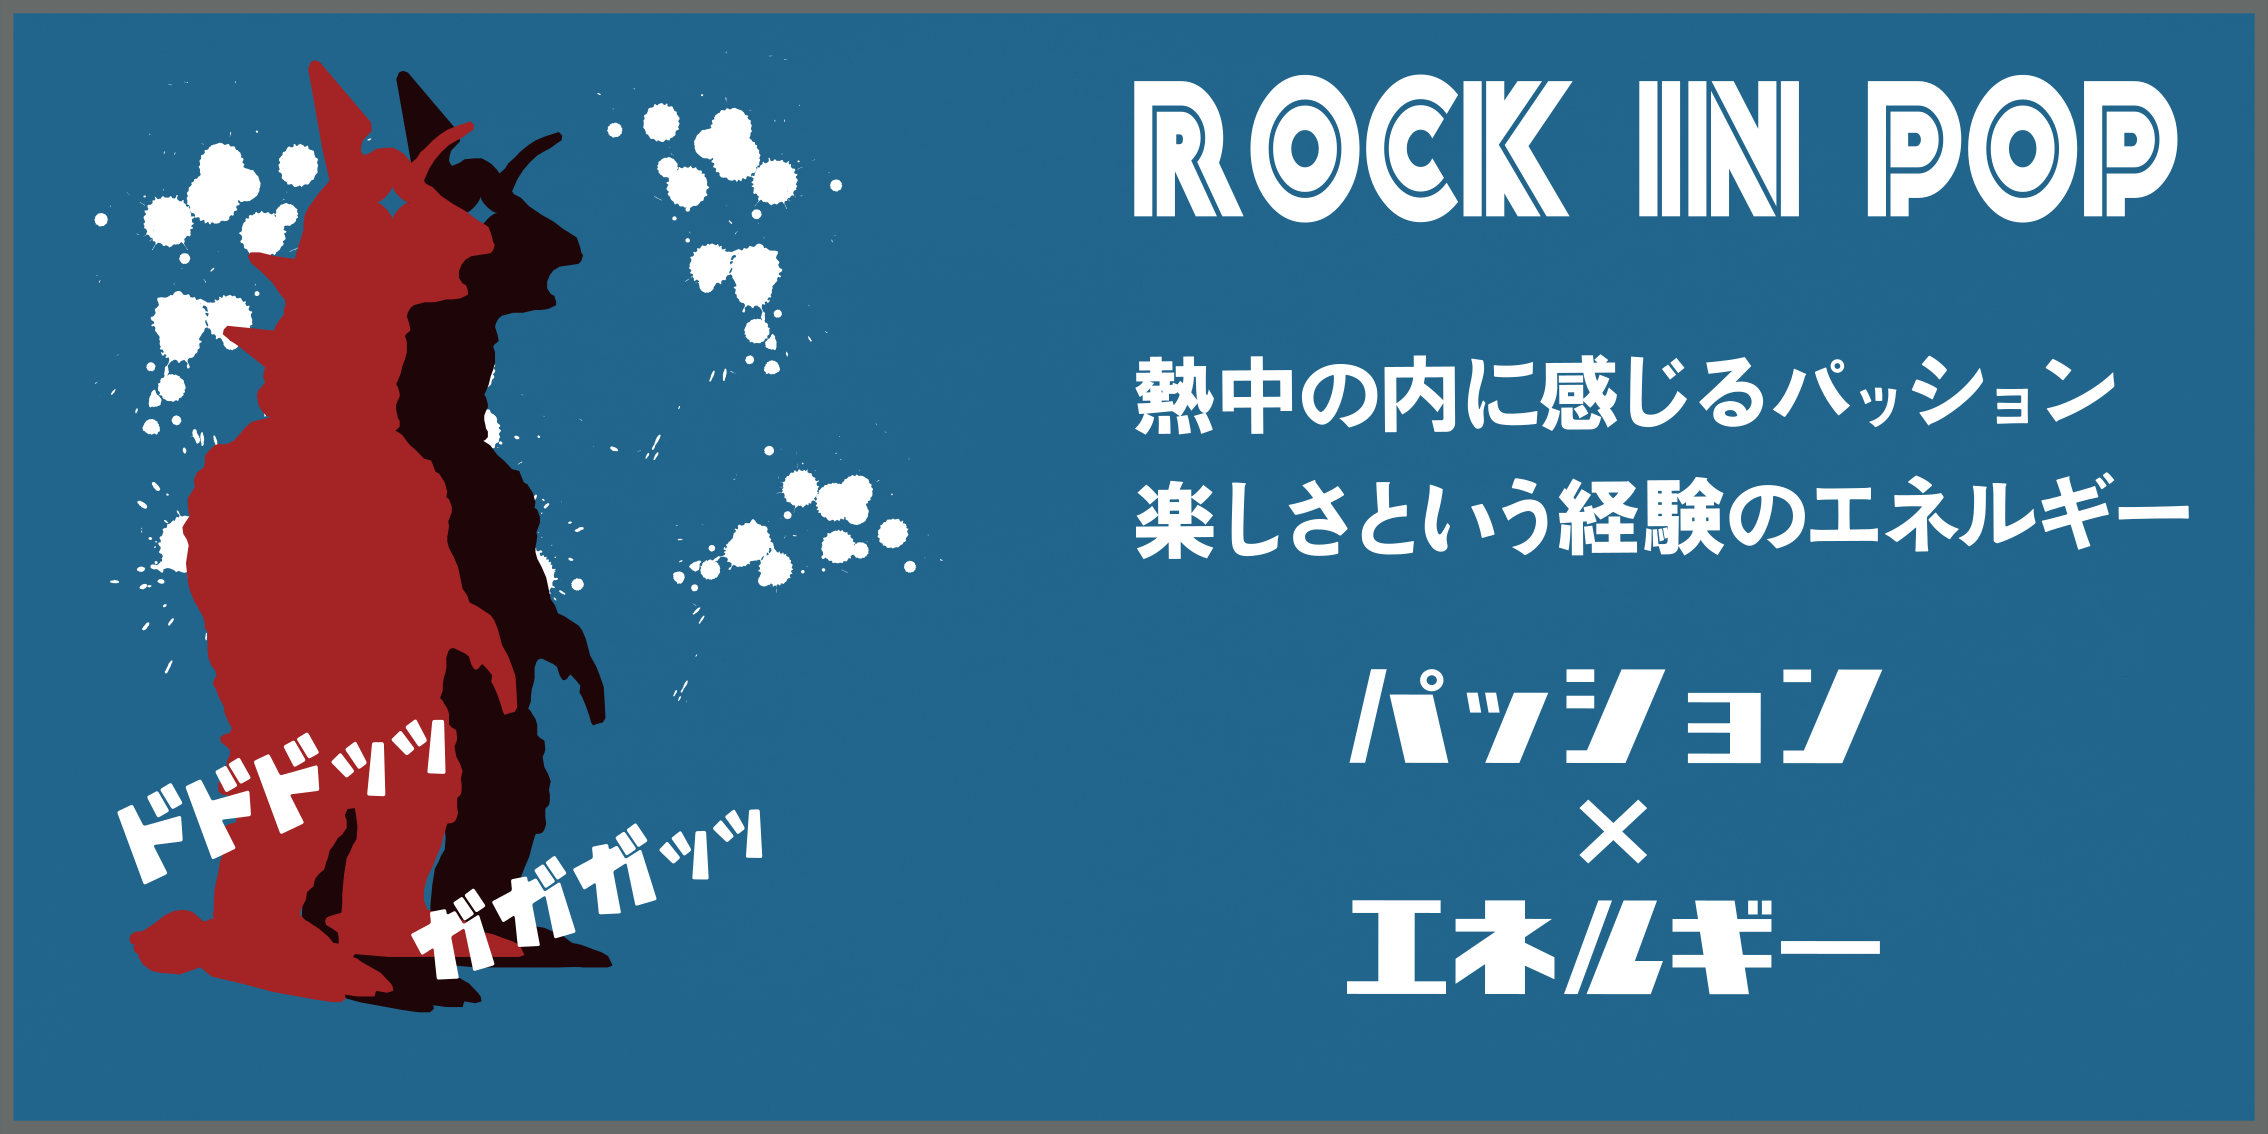 ROCK IN POP
熱中の内に感じるパッション
楽しさという経験のエネルギー
パッション
×
エネルギー
ドドドッッ
ガガガッッ